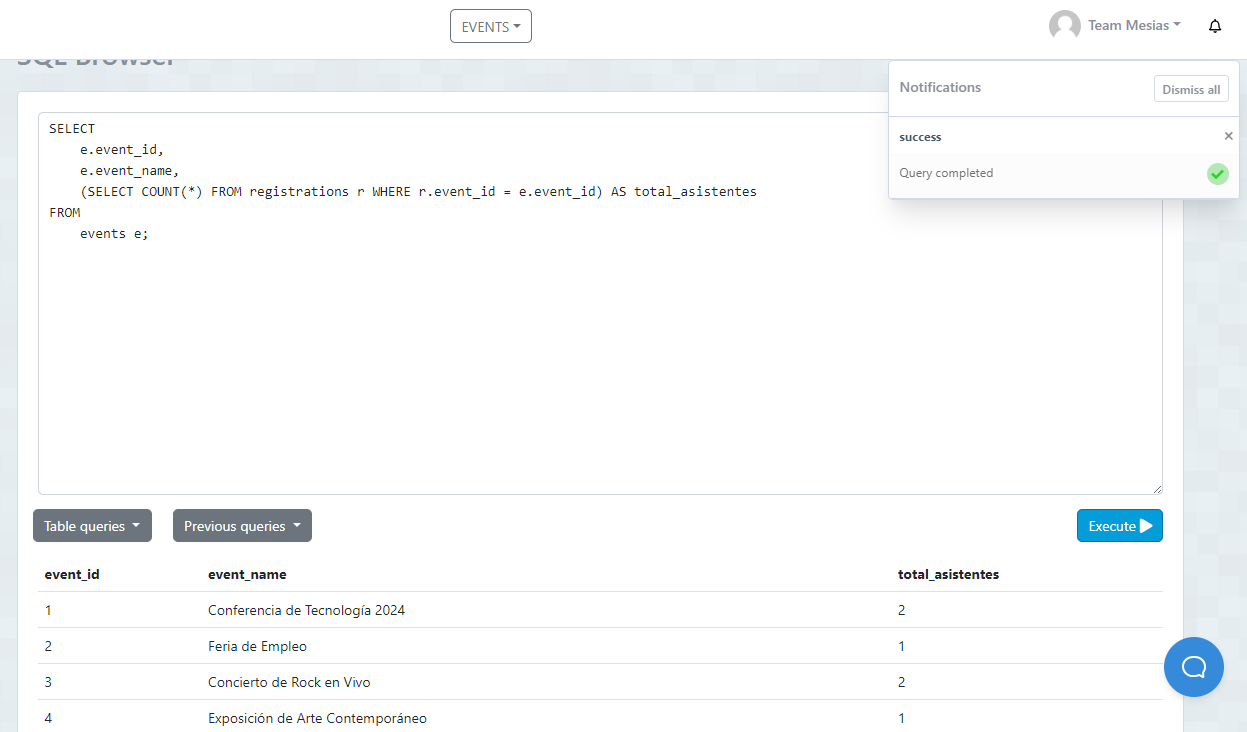 EVENTS
Team Mesias
SQL Browser
Notifications
Dismiss all
success
Query completed
SELECT
    e.event_id,
    e.event_name,
    (SELECT COUNT(*) FROM registrations r WHERE r.event_id = e.event_id) AS total_asistentes
FROM
    events e;
Table queries
Previous queries
Execute
event_id event_name total_asistentes
1 Conferencia de Tecnología 2024 2
2 Feria de Empleo 1
3 Concierto de Rock en Vivo 2
4 Exposición de Arte Contemporáneo 1